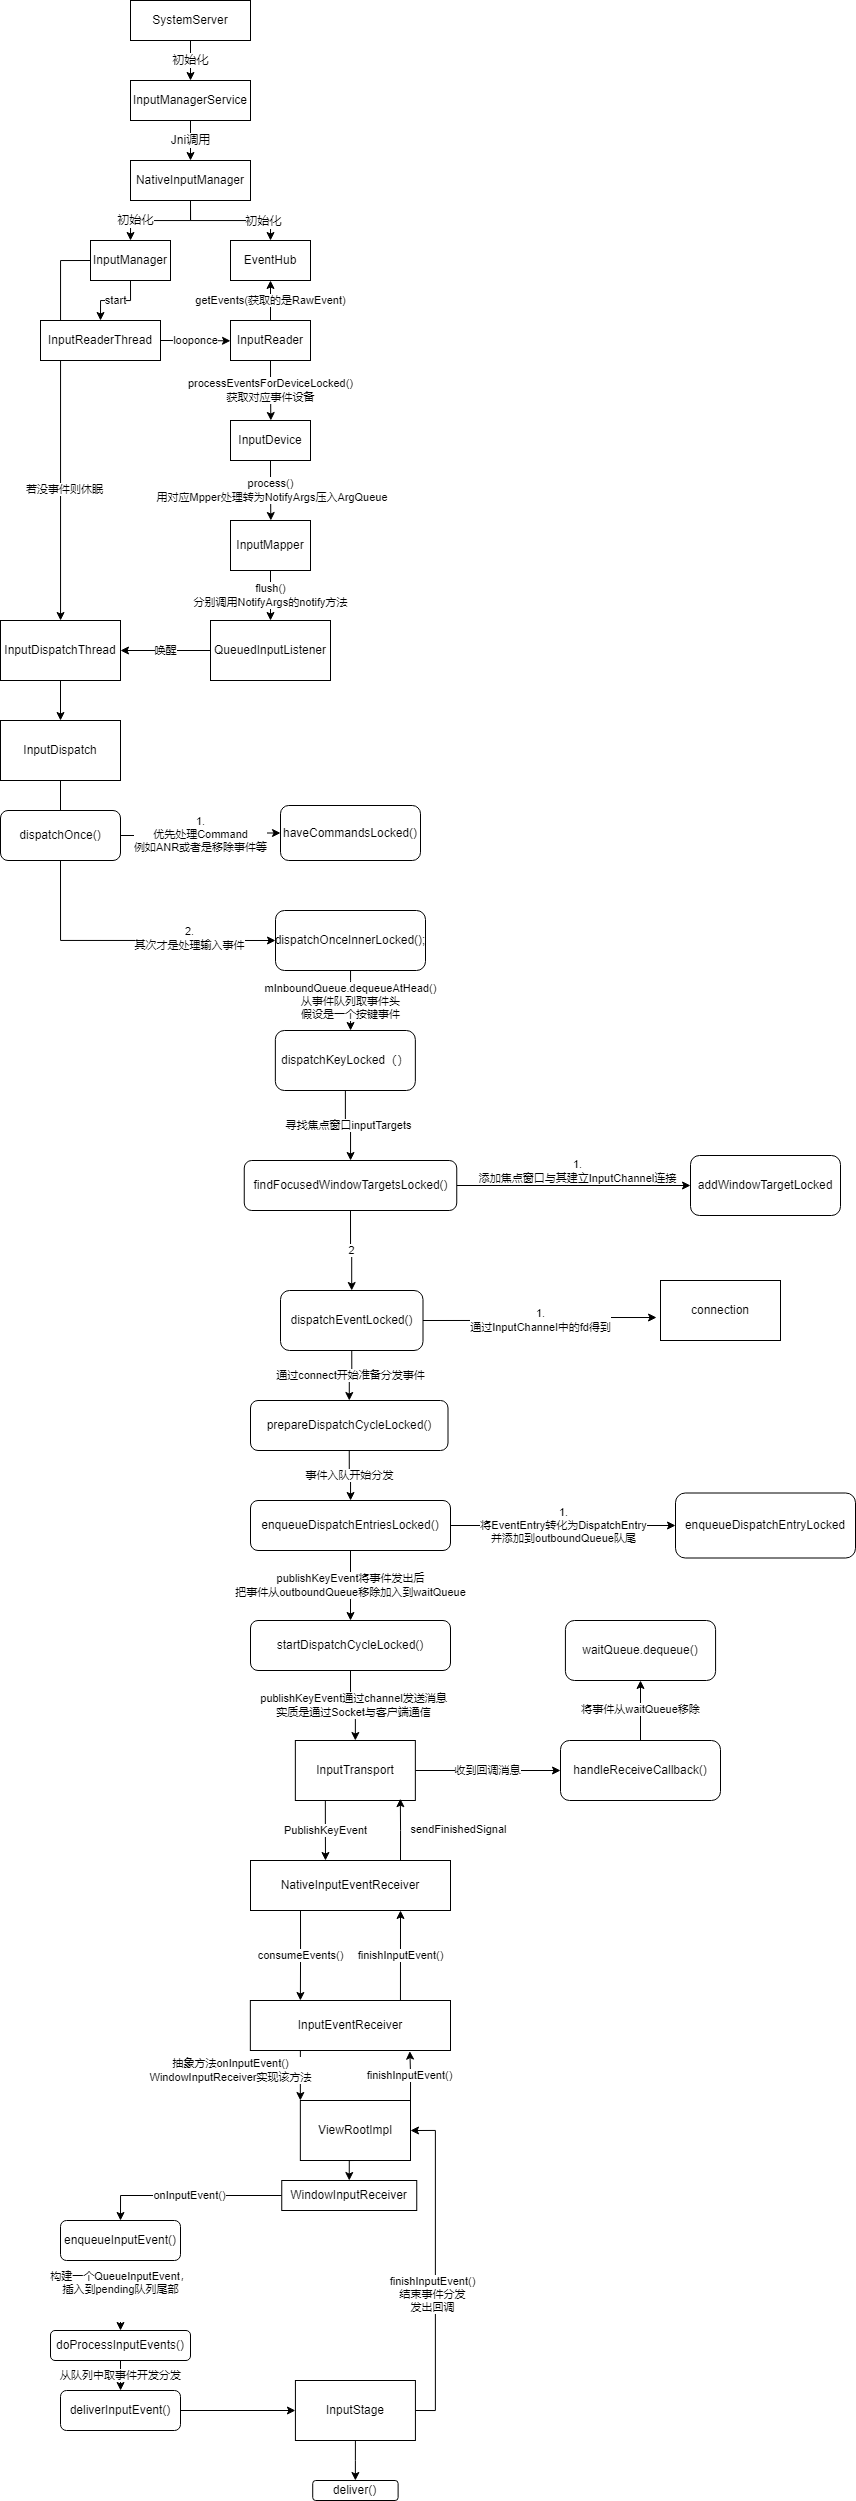 SystemServer
初始化
InputManagerService
Jni调用
NativeInputManager
初始化
初始化
InputManager
EventHub
start
getEvents(获取的是RawEvent)
InputReaderThread
looponce
InputReader
processEventsForDeviceLocked()
获取对应事件设备
InputDevice
若没事件则休眠
process()
用对应Mpper处理转为NotifyArgs压入ArgQueue
InputMapper
flush()
分别调用NotifyArgs的notify方法
InputDispatchThread
唤醒
QueuedInputListener
InputDispatch
dispatchOnce()
1.
优先处理Command
例如ANR或者是移除事件等
haveCommandsLocked()
2.
其次才是处理输入事件
dispatchOnceInnerLocked();
mInboundQueue.dequeueAtHead()
从事件队列取事件头
假设是一个按键事件
dispatchKeyLocked（）
寻找焦点窗口inputTargets
findFocusedWindowTargetsLocked()
1.
添加焦点窗口与其建立InputChannel连接
addWindowTargetLocked
2
dispatchEventLocked()
1.
通过InputChannel中的fd得到
connection
通过connect开始准备分发事件
prepareDispatchCycleLocked()
事件入队开始分发
enqueueDispatchEntriesLocked()
1.
将EventEntry转化为DispatchEntry
并添加到outboundQueue队尾
enqueueDispatchEntryLocked
publishKeyEvent将事件发出后
把事件从outboundQueue移除加入到waitQueue
startDispatchCycleLocked()
waitQueue.dequeue()
publishKeyEvent通过channel发送消息
实质是通过Socket与客户端通信
将事件从waitQueue移除
InputTransport
收到回调消息
handleReceiveCallback()
PublishKeyEvent
sendFinishedSignal
NativeInputEventReceiver
consumeEvents()
finishInputEvent()
InputEventReceiver
抽象方法onInputEvent()
WindowInputReceiver实现该方法
finishInputEvent()
ViewRootImpl
onInputEvent()
WindowInputReceiver
enqueueInputEvent()
构建一个QueueInputEvent，
插入到pending队列尾部
finishInputEvent()
结束事件分发
发出回调
doProcessInputEvents()
从队列中取事件开发分发
deliverInputEvent()
InputStage
deliver()